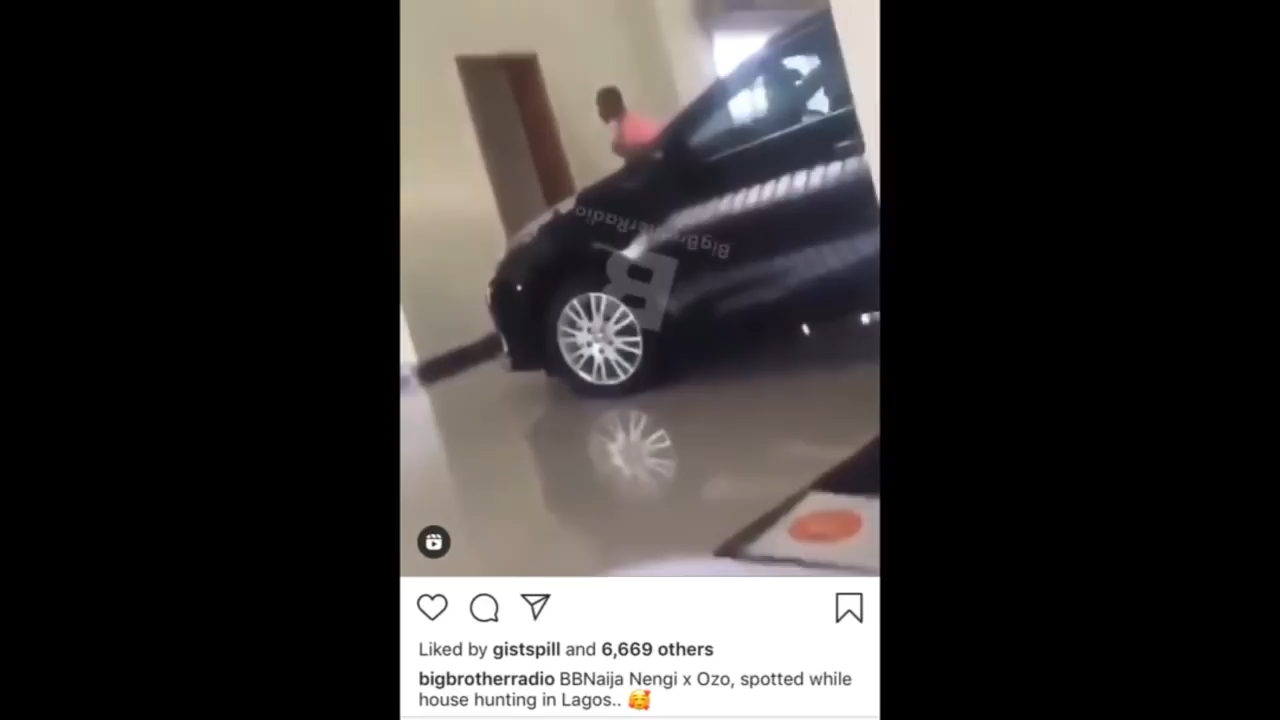 BigBrotherRadio
B
Liked by gistspill and 6,669 others
bigbrotherradio BBNaija Nengi x Ozo, spotted while
house hunting in Lagos.. 🥰